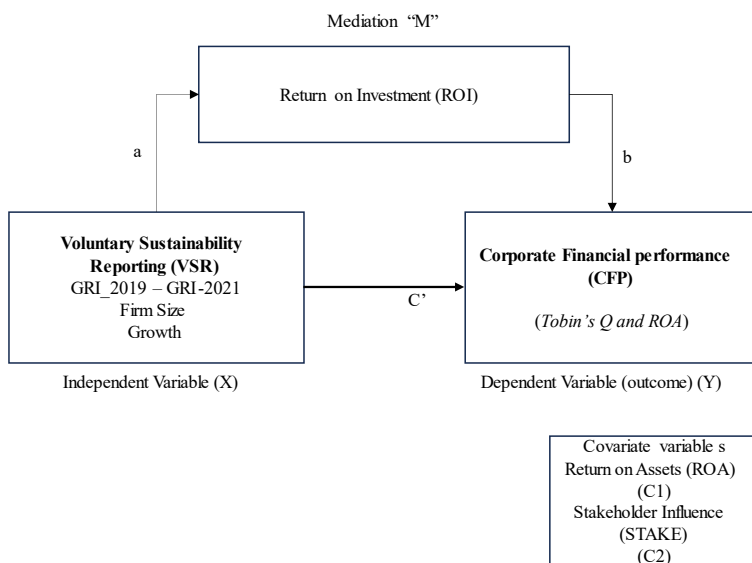 Mediation “M”
Return on Investment (ROI)
a
b
Voluntary Sustainability
Reporting (VSR)
GRI_2019 – GRI-2021
Firm Size
Growth
C’
Corporate Financial performance
(CFP)
(Tobin’s Q and ROA)
Independent Variable (X)
Dependent Variable (outcome) (Y)
Covariate variable s
Return on Assets (ROA)
(C1)
Stakeholder Influence
(STAKE)
(C2)